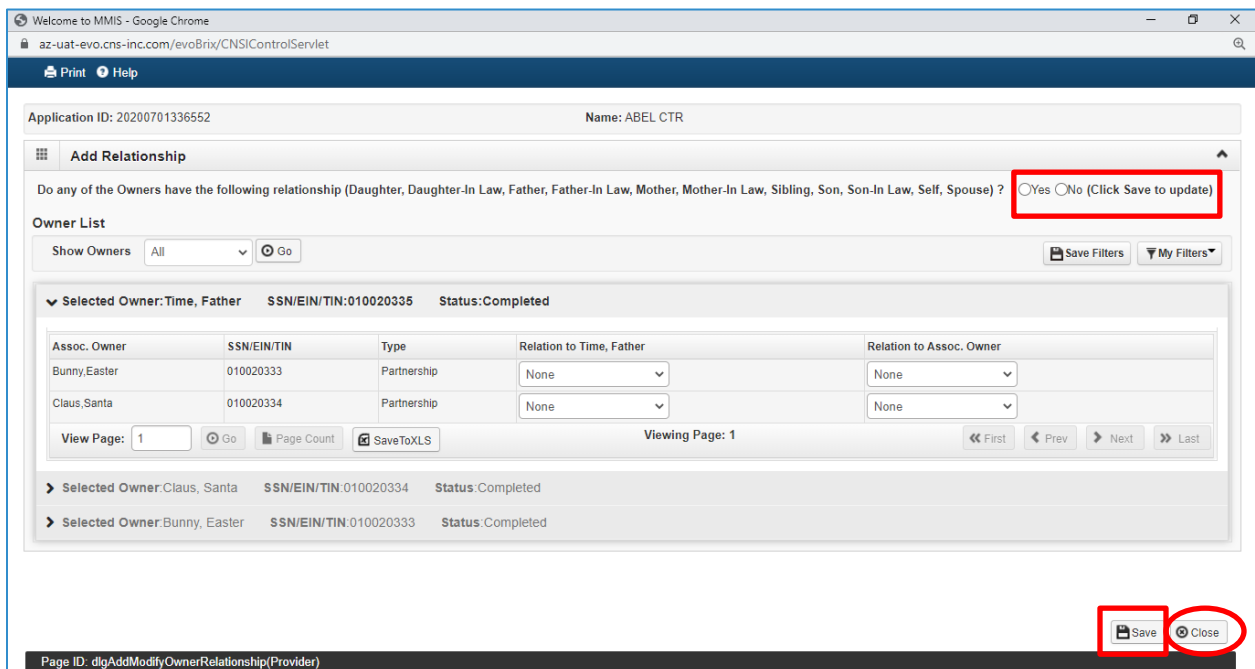 Welcome to MMIS - Google Chrome
az-uat-evo.cns-inc.com/evoBrix/CNSIControlServlet
Print Help
Application ID: 20200701336552 Name: ABEL CTR
Add Relationship
Do any of the Owners have the following relationship (Daughter, Daughter-In Law, Father, Father-In Law, Mother, Mother-In Law, Sibling, Son, Son-In Law, Self, Spouse) ? Yes No (Click Save to update)
Owner List
Show Owners All Go Save Filters My Filters
Selected Owner:Time, Father SSN/EIN/TIN:010020335 Status:Completed
Assoc. Owner SSN/EIN/TIN Type Relation to Time, Father Relation to Assoc. Owner
Bunny,Easter 010020333 Partnership None None
Claus,Santa 010020334 Partnership None None
View Page: 1 Go Page Count SaveToXLS Viewing Page: 1 First Prev Next Last
Selected Owner:Claus, Santa SSN/EIN/TIN:010020334 Status:Completed
Selected Owner:Bunny, Easter SSN/EIN/TIN:010020333 Status:Completed
Save Close
Page ID: dlgAddModifyOwnerRelationship(Provider)